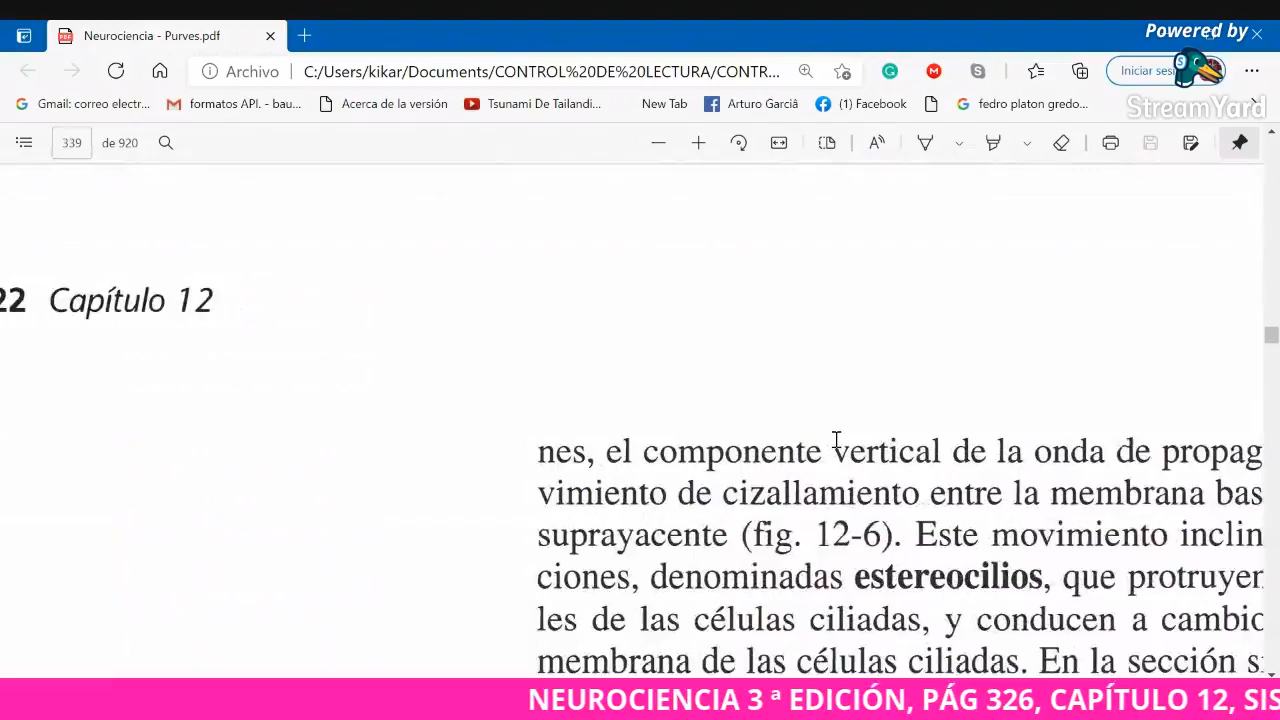 Powered by
Neurociencia - Purves.pdf
Archivo
C:/Users/kikar/Documents/CONTROL%20DE%20LECTURA/CONTR...
Iniciar sesi
StreamYard
Gmail: correo electr...
formatos API. - bau...
Acerca de la versió
Tsunami De Tailandi...
New Tab
Arturo Garciâ
(1) Facebook
fedro platon gredo...
339 de 920
22 Capítulo 12
nes, el componente vertical de la onda de propag
vimiento de cizallamiento entre la membrana bas
suprayacente (fig. 12-6). Este movimiento inclin
ciones, denominadas estereocilios, que protruyen
les de las células ciliadas, y conducen a cambio
membrana de las células ciliadas. En la sección s
NEUROCIENCIA 3 ª EDICIÓN, PÁG 326, CAPÍTULO 12, SIS